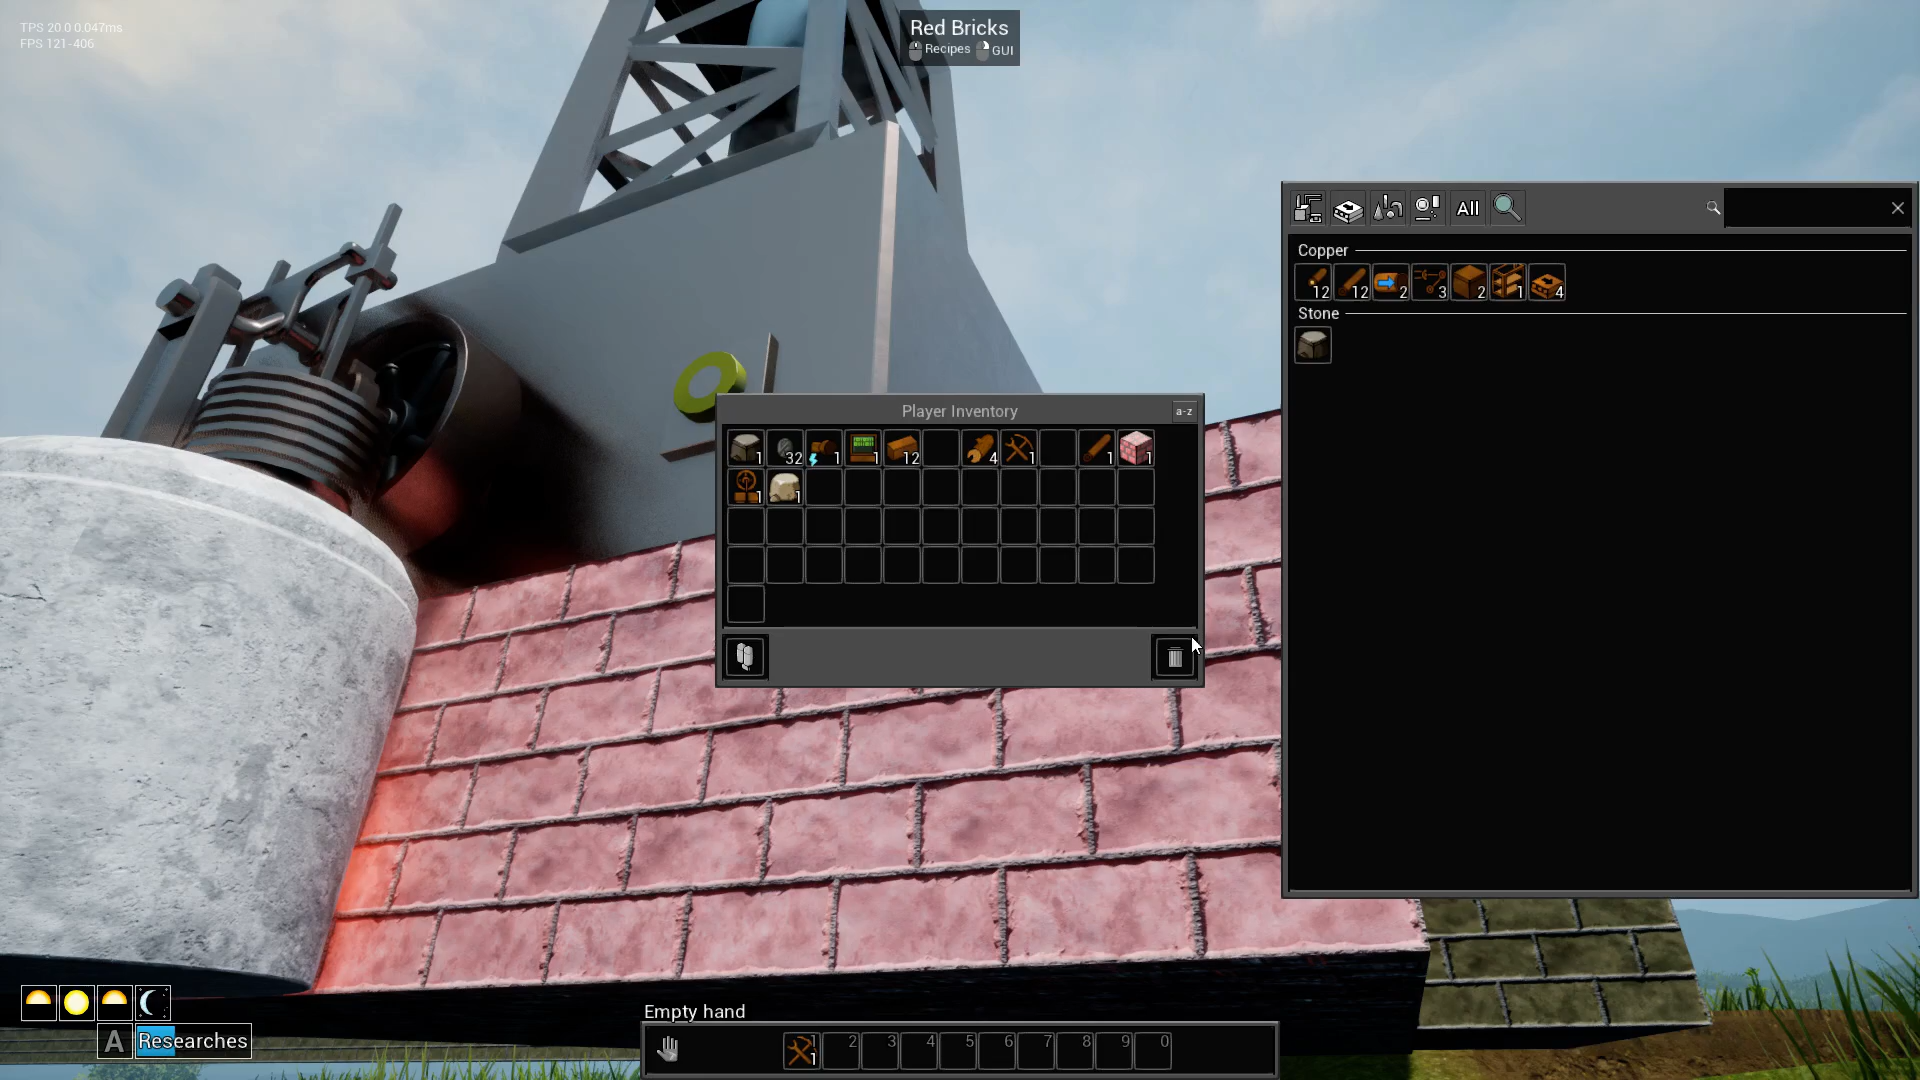 TPS 20.0 0.047ms
FPS 121-406
Red Bricks
Recipes GUI
All
Copper
12 12 2 3 2 1 4
Stone
Player Inventory
a-z
1 32 1 1 12 4 1 1 1
1 1
A Researches
Empty hand
1 1 2 3 4 5 6 7 8 9 0